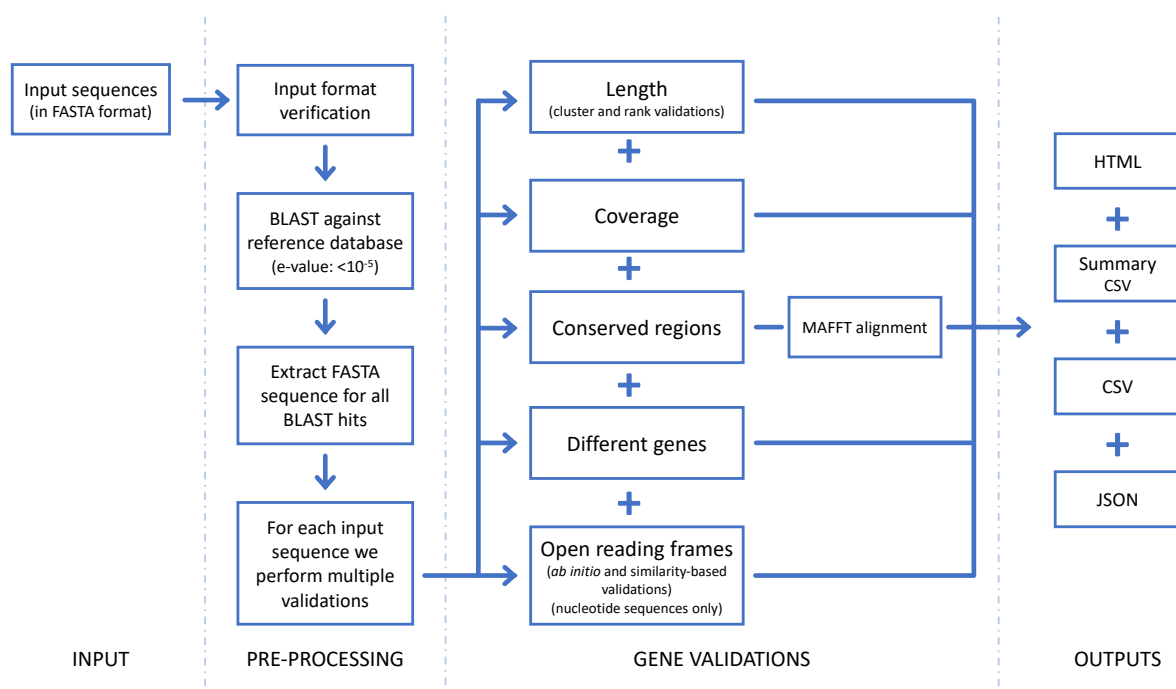 Input sequences
(in FASTA format)
Input format
verification
BLAST against
reference database
(e-value: <10⁻⁵)
Extract FASTA
sequence for all
BLAST hits
For each input
sequence we
perform multiple
validations
Length
(cluster and rank validations)
+
Coverage
+
Conserved regions
MAFFT alignment
+
Different genes
+
Open reading frames
(ab initio and similarity-based
validations)
(nucleotide sequences only)
HTML
+
Summary
CSV
+
CSV
+
JSON
INPUT
PRE-PROCESSING
GENE VALIDATIONS
OUTPUTS